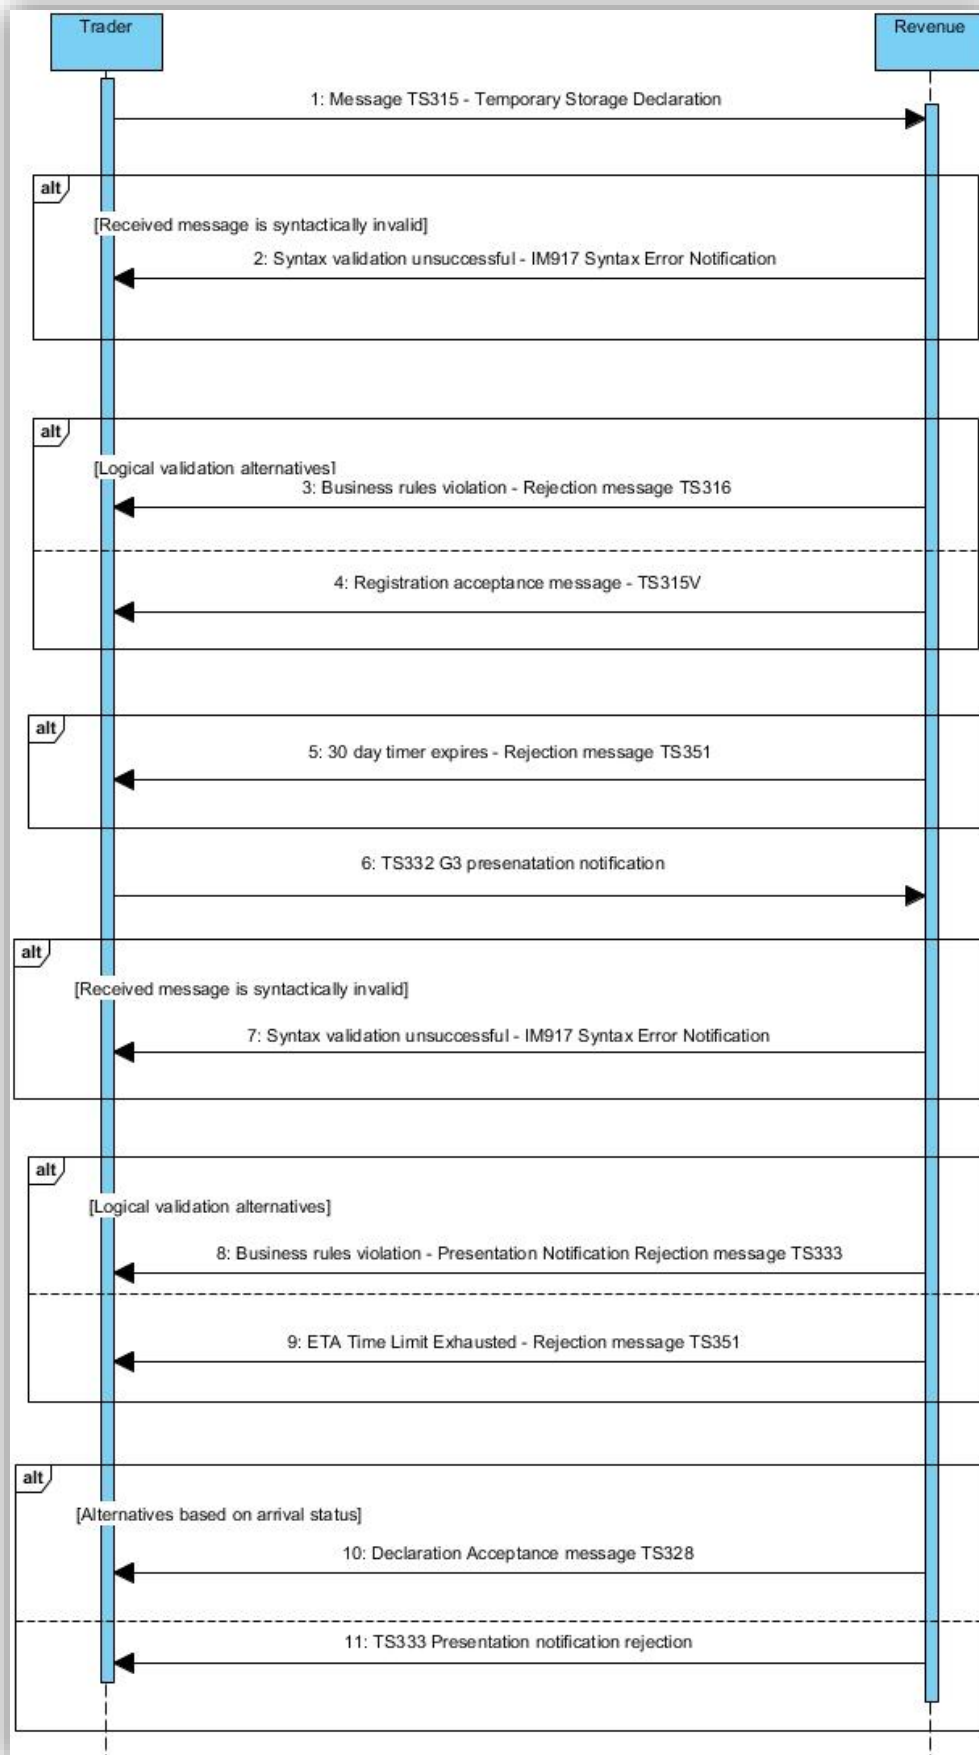 Trader
Revenue
1: Message TS315 - Temporary Storage Declaration
alt
[Received message is syntactically invalid]
2: Syntax validation unsuccessful - IM917 Syntax Error Notification
alt
[Logical validation alternatives]
3: Business rules violation - Rejection message TS316
4: Registration acceptance message - TS315V
alt
5: 30 day timer expires - Rejection message TS351
6: TS332 G3 presenatation notification
alt
[Received message is syntactically invalid]
7: Syntax validation unsuccessful - IM917 Syntax Error Notification
alt
[Logical validation alternatives]
8: Business rules violation - Presentation Notification Rejection message TS333
9: ETA Time Limit Exhausted - Rejection message TS351
alt
[Alternatives based on arrival status]
10: Declaration Acceptance message TS328
11: TS333 Presentation notification rejection